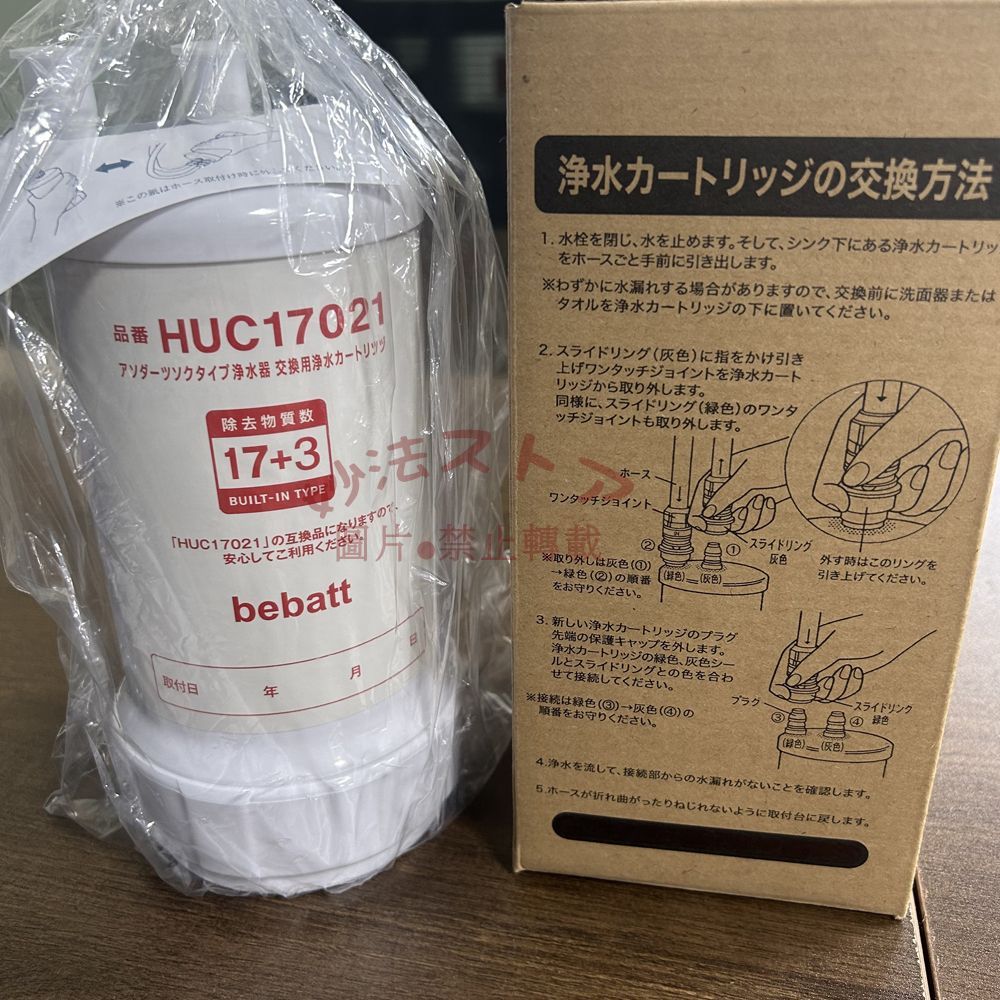 ※この紙はホース取付け時に外してください。
品番 HUC17021
アソダーツソクタイプ浄水器 交換用浄水カートリッツジ
除去物質数
17+3
BUILT-IN TYPE
「HUC17021」の互換品になりますので、
安心してご利用ください。
bebatt
取付日 年 月 日
浄水カートリッジの交換方法
1. 水栓を閉じ、水を止めます。そして、シンク下にある浄水カートリッ
をホースごと手前に引き出します。
※わずかに水漏れする場合がありますので、交換前に洗面器または
タオルを浄水カートリッジの下に置いてください。
2. スライドリング(灰色)に指をかけ引き
上げワンタッチジョイントを浄水カート
リッジから取り外します。
同様に、スライドリング(緑色)のワンタ
ッチジョイントも取り外します。
ホース
ワンタッチジョイント
② ①
スライドリング
灰色
※取り外しは灰色(①)
→緑色(②)の順番
をお守りください。
(緑色) (灰色)
外す時はこのリングを
引き上げてください。
3. 新しい浄水カートリッジのプラグ
先端の保護キャップを外します。
浄水カートリッジの緑色、灰色シー
ルとスライドリングとの色を合わ
せて接続してください。
※接続は緑色(③)→灰色(④)の
順番をお守りください。
プラグ
スライドリング
緑色
③ ④
(緑色) (灰色)
4. 浄水を流して、接続部からの水漏れがないことを確認します。
5. ホースが折れ曲がったりねじれないように取付台に戻します。
妙法ストア
圖片●禁止轉載